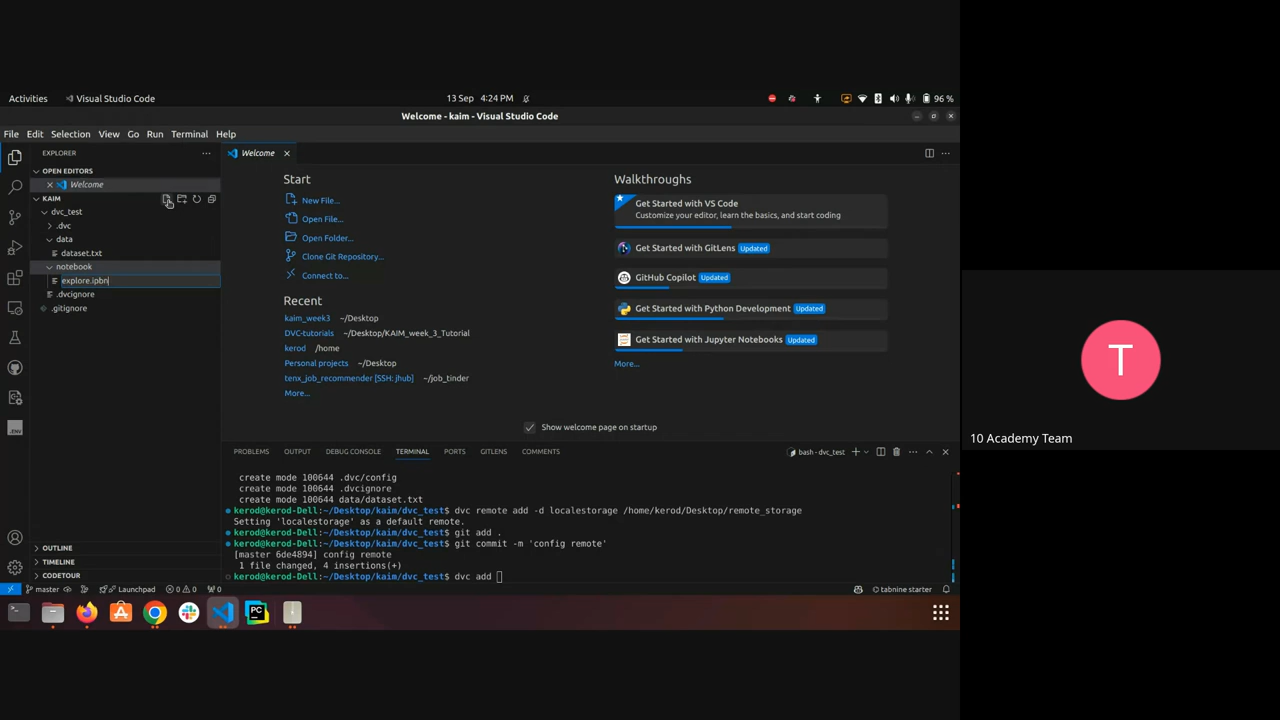 Activities Visual Studio Code 13 Sep 4:24 PM 96 %
Welcome - kaim - Visual Studio Code
File Edit Selection View Go Run Terminal Help
EXPLORER
OPEN EDITORS
Welcome
KAIM
dvc_test
.dvc
data
dataset.txt
notebook
explore.ipbn
.dvcignore
.gitignore
OUTLINE
TIMELINE
CODETOUR
Welcome
Start
New File...
Open File...
Open Folder...
Clone Git Repository...
Connect to...
Recent
kaim_week3 ~/Desktop
DVC-tutorials ~/Desktop/KAIM_week_3_Tutorial
kerod /home
Personal projects ~/Desktop
tenx_job_recommender [SSH: jhub] ~/job_tinder
More...
Walkthroughs
Get Started with VS Code
Customize your editor, learn the basics, and start coding
Get Started with GitLens Updated
GitHub Copilot Updated
Get Started with Python Development Updated
Get Started with Jupyter Notebooks Updated
More...
Show welcome page on startup
PROBLEMS OUTPUT DEBUG CONSOLE TERMINAL PORTS GITLENS COMMENTS
bash - dvc_test
create mode 100644 .dvc/config
create mode 100644 .dvcignore
create mode 100644 data/dataset.txt
kerod@kerod-Dell:~/Desktop/kaim/dvc_test$ dvc remote add -d localestorage /home/kerod/Desktop/remote_storage
Setting 'localestorage' as a default remote.
kerod@kerod-Dell:~/Desktop/kaim/dvc_test$ git add .
kerod@kerod-Dell:~/Desktop/kaim/dvc_test$ git commit -m 'config remote'
[master 6de4894] config remote
1 file changed, 4 insertions(+)
kerod@kerod-Dell:~/Desktop/kaim/dvc_test$ dvc add
master Launchpad 0 0 0 tabnine starter
.ENV
PC
T
10 Academy Team